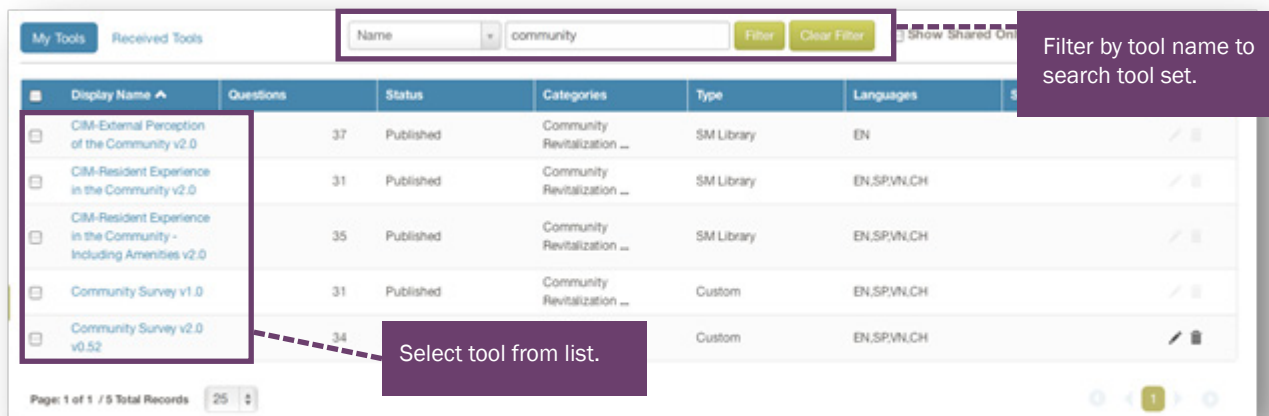 My Tools Received Tools Name community Filter Clear Filter Show Shared Onl
Filter by tool name to
search tool set.
Display Name Questions Status Categories Type Languages S
CIM-External Perception
of the Community v2.0
37 Published
Community
Revitalization ...
SM Library EN
CIM-Resident Experience
in the Community v2.0
31 Published
Community
Revitalization ...
SM Library EN,SP,VN,CH
CIM-Resident Experience
in the Community -
Including Amenities v2.0
35 Published
Community
Revitalization ...
SM Library EN,SP,VN,CH
Community Survey v1.0
31 Published
Community
Revitalization ...
Custom EN,SP,VN,CH
Community Survey v2.0
v0.52
34
Custom EN,SP,VN,CH
Select tool from list.
Page: 1 of 1 / 5 Total Records 25 1